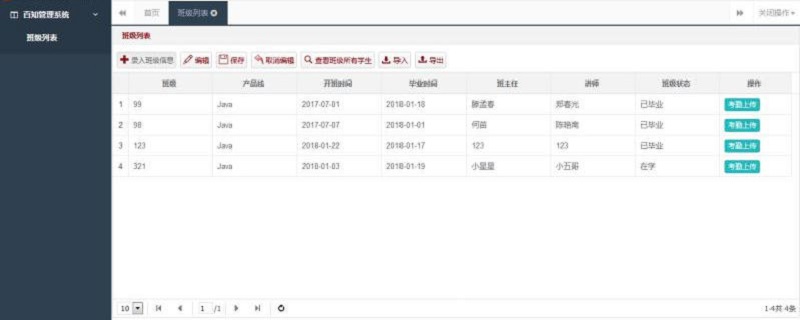 百知管理系统
班级列表
首页 班级列表 关闭操作
班级列表
录入班级信息 编辑 保存 取消编辑 查看班级所有学生 导入 导出
班级 产品线 开班时间 毕业时间 班主任 讲师 班级状态 操作
1 99 Java 2017-07-01 2018-01-18 滕孟春 郑春光 已毕业 考勤上传
2 98 Java 2017-07-07 2018-01-01 何苗 陈艳南 已毕业 考勤上传
3 123 Java 2018-01-22 2018-01-17 123 123 已毕业 考勤上传
4 321 Java 2018-01-03 2018-01-19 小星星 小五哥 在学 考勤上传
10 1 /1 1-4共 4条